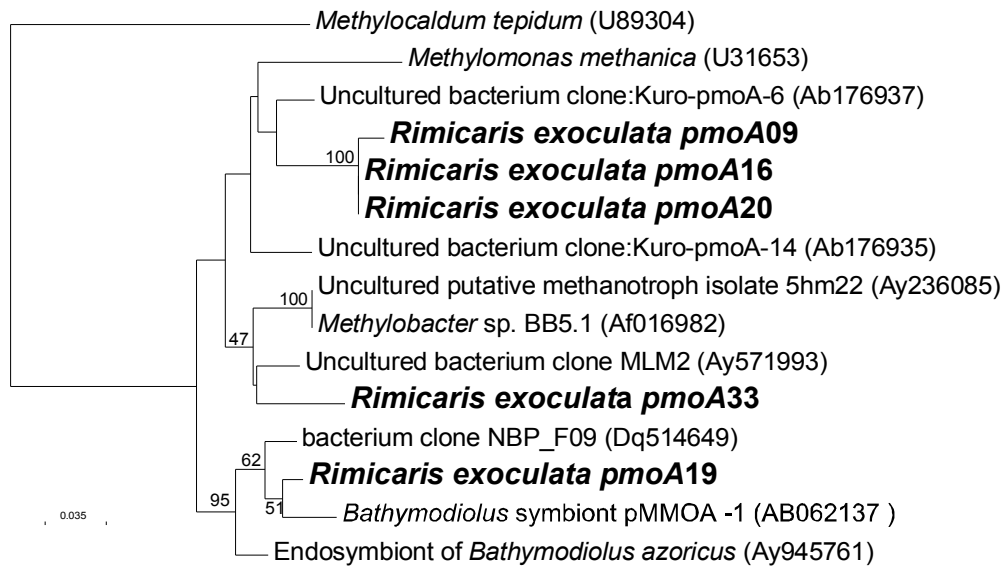 Methylocaldum tepidum (U89304)
Methylomonas methanica (U31653)
Uncultured bacterium clone:Kuro-pmoA-6 (Ab176937)
Rimicaris exoculata pmoA09
100
Rimicaris exoculata pmoA16
Rimicaris exoculata pmoA20
Uncultured bacterium clone:Kuro-pmoA-14 (Ab176935)
Uncultured putative methanotroph isolate 5hm22 (Ay236085)
100
Methylobacter sp. BB5.1 (Af016982)
47
Uncultured bacterium clone MLM2 (Ay571993)
Rimicaris exoculata pmoA33
bacterium clone NBP_F09 (Dq514649)
62
Rimicaris exoculata pmoA19
95
51
Bathymodiolus symbiont pMMOA -1 (AB062137 )
0.035
Endosymbiont of Bathymodiolus azoricus (Ay945761)